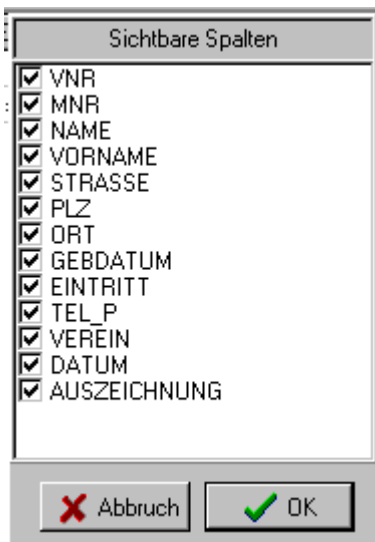 Sichtbare Spalten
VNR
MNR
NAME
VORNAME
STRASSE
PLZ
ORT
GEBDATUM
EINTRITT
TEL_P
VEREIN
DATUM
AUSZEICHNUNG
Abbruch
OK